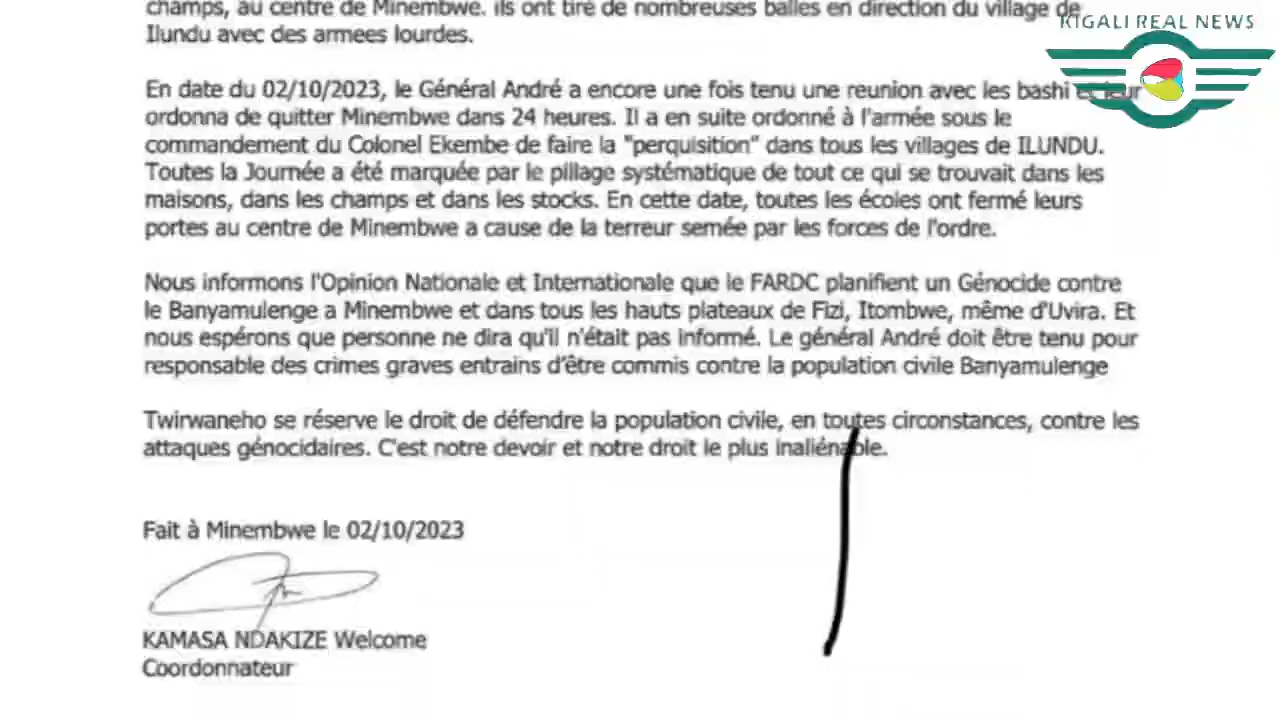 champs, au centre de Minembwe. ils ont tiré de nombreuses balles en direction du village de
Ilundu avec des armees lourdes.
KIGALI REAL NEWS
En date du 02/10/2023, le Général André a encore une fois tenu une reunion avec les bashi et leur
ordonna de quitter Minembwe dans 24 heures. Il a en suite ordonné à l'armée sous le
commandement du Colonel Ekembe de faire la "perquisition" dans tous les villages de ILUNDU.
Toutes la Journée a été marquée par le pillage systématique de tout ce qui se trouvait dans les
maisons, dans les champs et dans les stocks. En cette date, toutes les écoles ont fermé leurs
portes au centre de Minembwe a cause de la terreur semée par les forces de l'ordre.
Nous informons l'Opinion Nationale et Internationale que le FARDC planifient un Génocide contre
le Banyamulenge a Minembwe et dans tous les hauts plateaux de Fizi, Itombwe, même d'Uvira. Et
nous espérons que personne ne dira qu'il n'était pas informé. Le général André doit être tenu pour
responsable des crimes graves entrains d'être commis contre la population civile Banyamulenge
Twirwaneho se réserve le droit de défendre la population civile, en toutes circonstances, contre les
attaques génocidaires. C'est notre devoir et notre droit le plus inaliénable.
Fait à Minembwe le 02/10/2023
KAMASA NDAKIZE Welcome
Coordonnateur